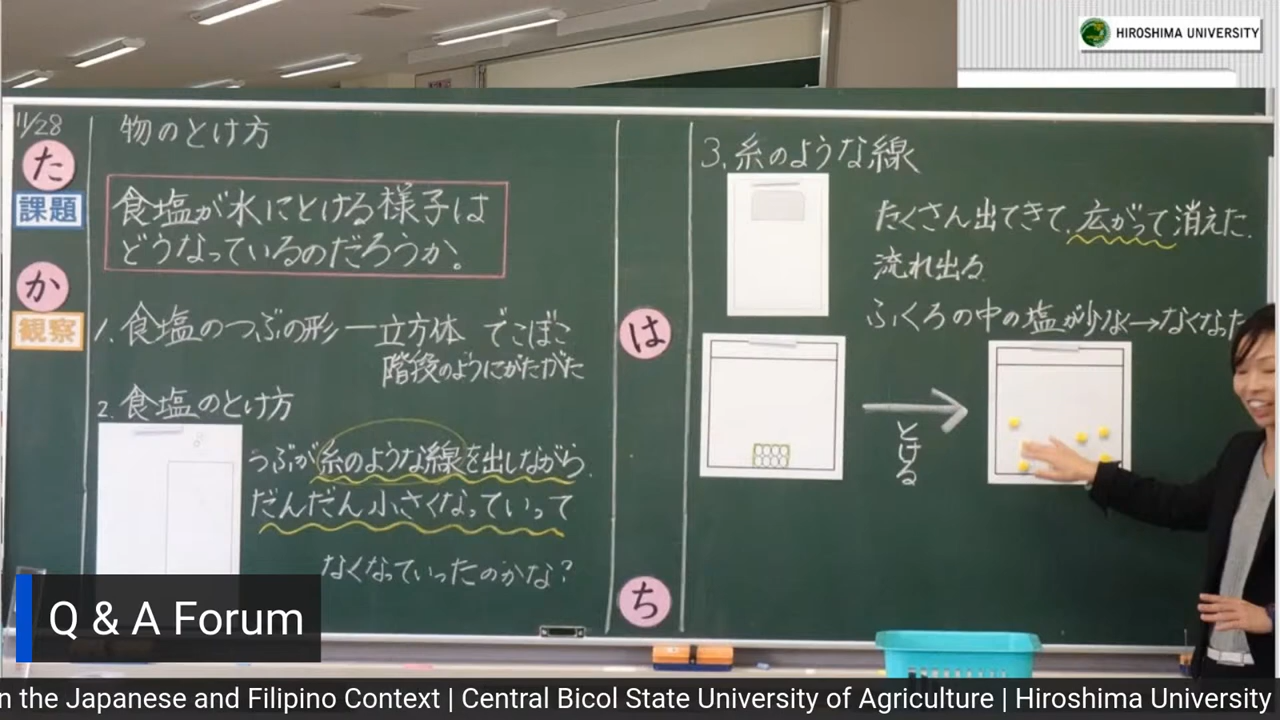 HIROSHIMA UNIVERSITY
11/28
物のとけ方
た
課題
食塩が水にとける様子は
どうなっているのだろうか。
か
観察
1.食塩のつぶの形―立方体 でこぼこ
階段のようにがたがた
2.食塩のとけ方
つぶが糸のような線を出しながら.
だんだん小さくなっていって
なくなっていったのかな?
は
ち
3.糸のような線
たくさん出てきて、広がって消えた.
流れ出る
ふくろの中の塩が少なく→なくなた
とける
Q & A Forum
n the Japanese and Filipino Context | Central Bicol State University of Agriculture | Hiroshima University